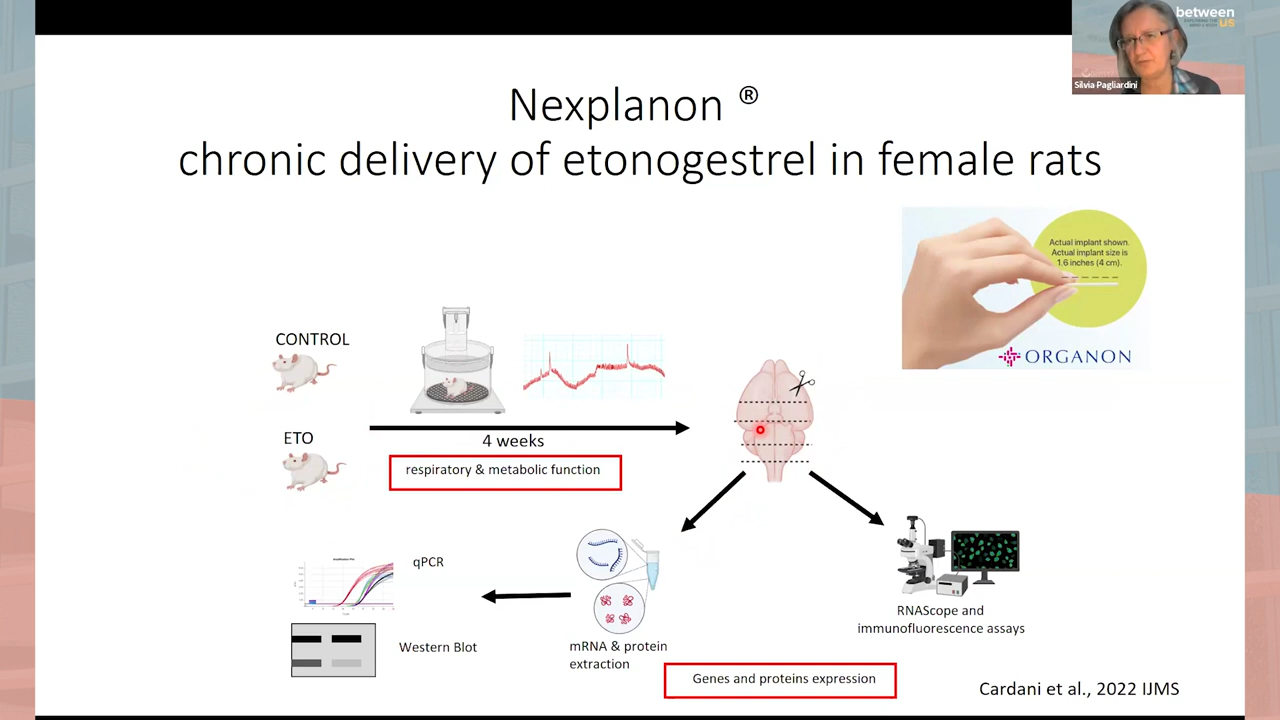 between
us
Silvia Pagliardini
Nexplanon ®
chronic delivery of etonogestrel in female rats
Actual implant shown.
Actual implant size is
1.6 inches (4 cm).
ORGANON
CONTROL
ETO
4 weeks
respiratory & metabolic function
qPCR
Western Blot
mRNA & protein
extraction
RNAScope and
immunofluorescence assays
Genes and proteins expression
Cardani et al., 2022 IJMS